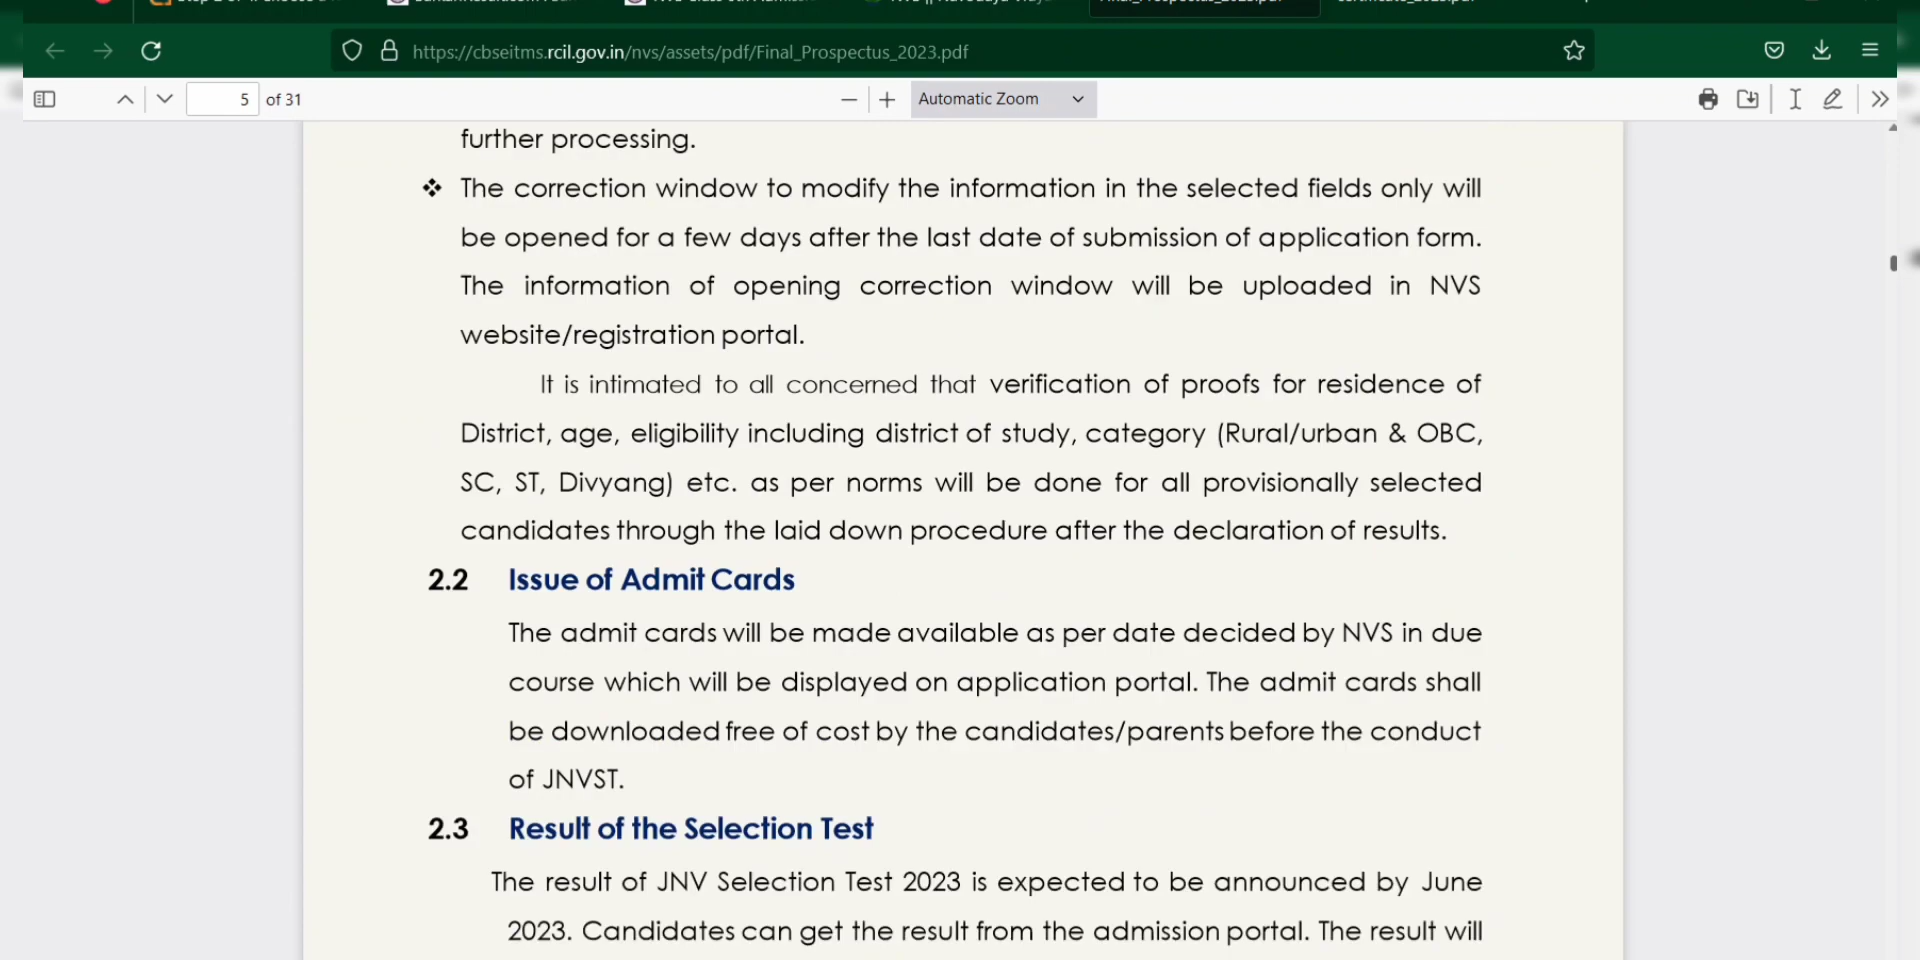 https://cbseitms.rcil.gov.in/nvs/assets/pdf/Final_Prospectus_2023.pdf
5 of 31
Automatic Zoom
further processing.
❖ The correction window to modify the information in the selected fields only will
be opened for a few days after the last date of submission of application form.
The information of opening correction window will be uploaded in NVS
website/registration portal.
It is intimated to all concerned that verification of proofs for residence of
District, age, eligibility including district of study, category (Rural/urban & OBC,
SC, ST, Divyang) etc. as per norms will be done for all provisionally selected
candidates through the laid down procedure after the declaration of results.
2.2 Issue of Admit Cards
The admit cards will be made available as per date decided by NVS in due
course which will be displayed on application portal. The admit cards shall
be downloaded free of cost by the candidates/parents before the conduct
of JNVST.
2.3 Result of the Selection Test
The result of JNV Selection Test 2023 is expected to be announced by June
2023. Candidates can get the result from the admission portal. The result will